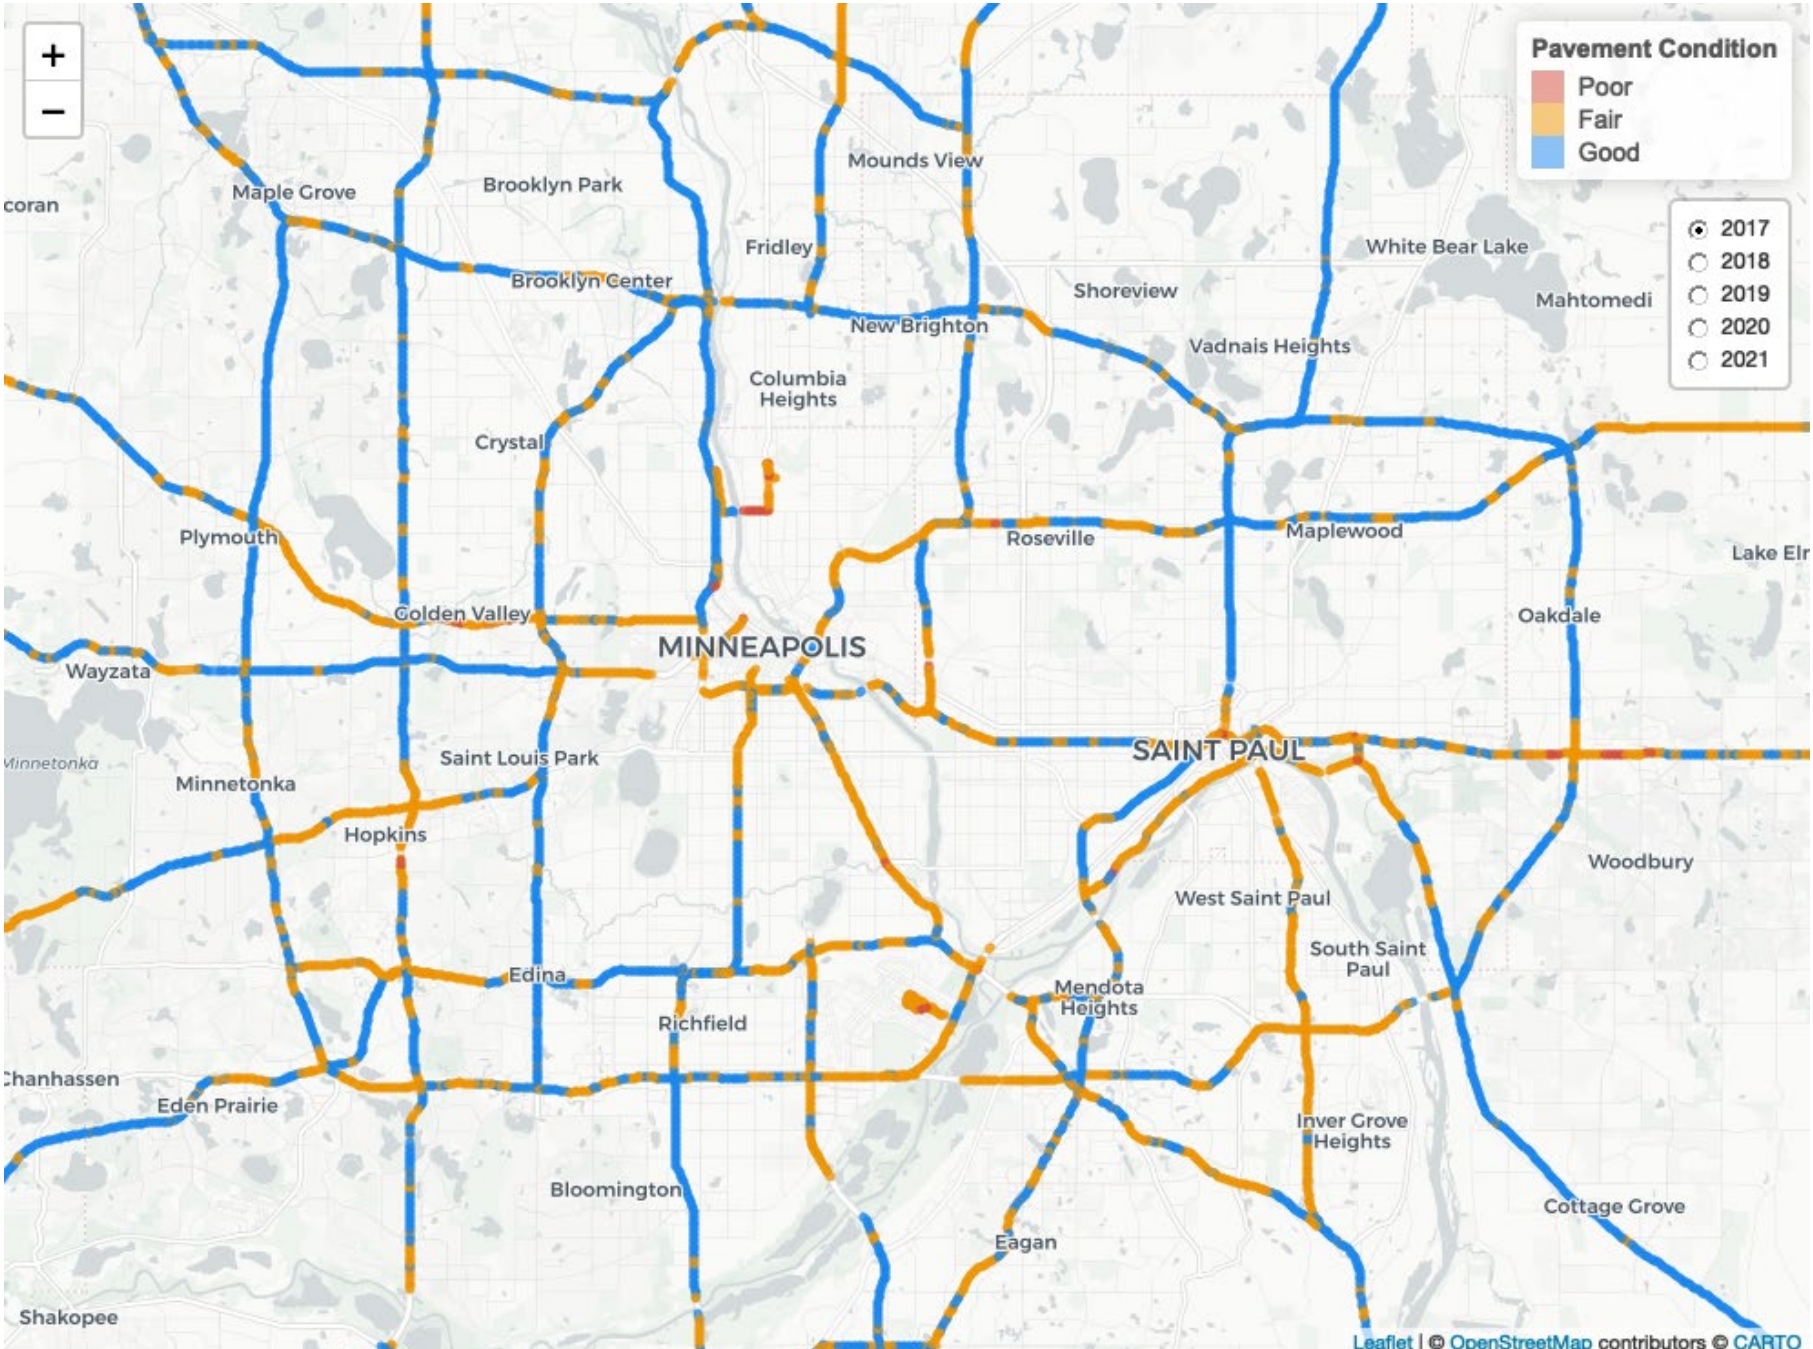 +
−
Pavement Condition
Poor
Fair
Good
2017
2018
2019
2020
2021
Mounds View
Brooklyn Park
Maple Grove
coran
Fridley
White Bear Lake
Brooklyn Center
Shoreview
Mahtomedi
New Brighton
Vadnais Heights
Columbia
Heights
Crystal
Plymouth
Roseville
Maplewood
Lake Elr
Golden Valley
Oakdale
MINNEAPOLIS
Wayzata
SAINT PAUL
Saint Louis Park
Minnetonka
Minnetonka
Hopkins
Woodbury
West Saint Paul
South Saint
Paul
Edina
Mendota
Heights
Richfield
Chanhassen
Eden Prairie
Inver Grove
Heights
Bloomington
Cottage Grove
Eagan
Shakopee
Leaflet | © OpenStreetMap contributors © CARTO